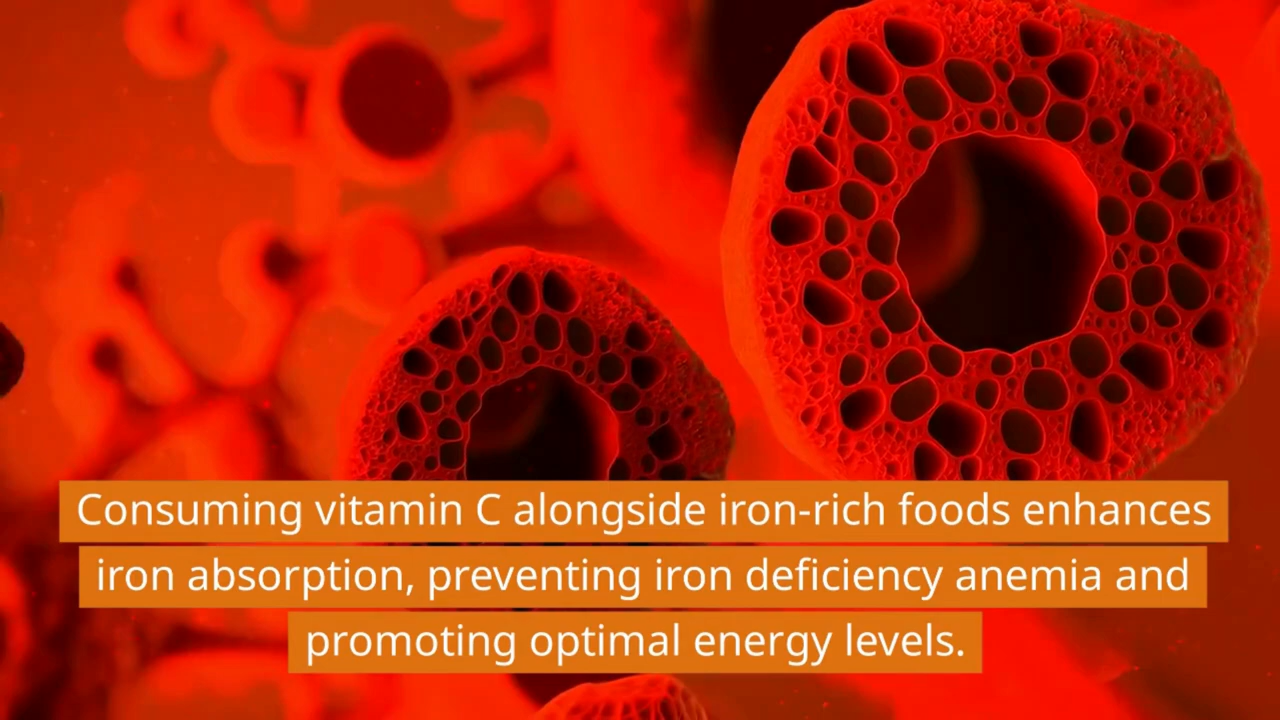 Consuming vitamin C alongside iron-rich foods enhances
iron absorption, preventing iron deficiency anemia and
promoting optimal energy levels.